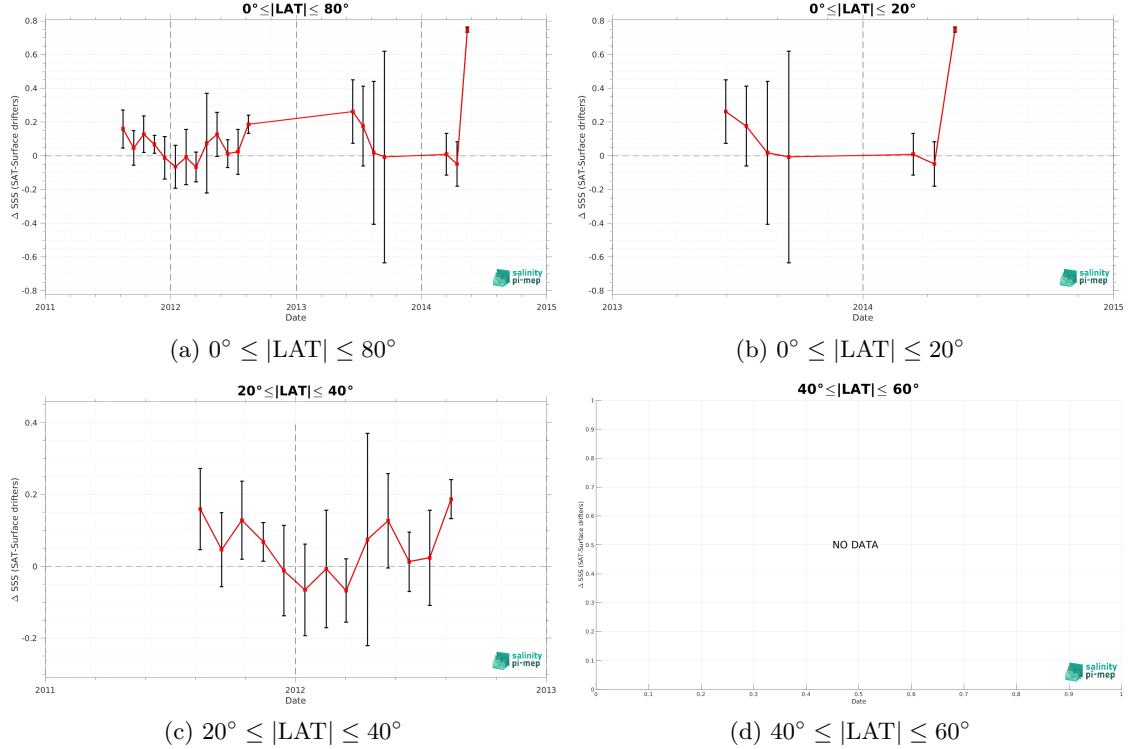 0°≤|LAT|≤ 80°
0.8
0.6
0.4
0.2
0
-0.2
-0.4
-0.6
-0.8
Δ SSS (SAT-Surface drifters)
2011
2012
2013
2014
2015
Date
salinity
pi-mep
(a) 0° ≤ |LAT| ≤ 80°
0°≤|LAT|≤ 20°
0.8
0.6
0.4
0.2
0
-0.2
-0.4
-0.6
-0.8
Δ SSS (SAT-Surface drifters)
2013
2014
2015
Date
salinity
pi-mep
(b) 0° ≤ |LAT| ≤ 20°
20°≤|LAT|≤ 40°
0.4
0.2
0
-0.2
Δ SSS (SAT-Surface drifters)
2011
2012
2013
Date
salinity
pi-mep
(c) 20° ≤ |LAT| ≤ 40°
40°≤|LAT|≤ 60°
1
0.9
0.8
0.7
0.6
0.5
0.4
0.3
0.2
0.1
0
Δ SSS (SAT-Surface drifters)
NO DATA
0
0.1
0.2
0.3
0.4
0.5
0.6
0.7
0.8
0.9
1
Date
salinity
pi-mep
(d) 40° ≤ |LAT| ≤ 60°